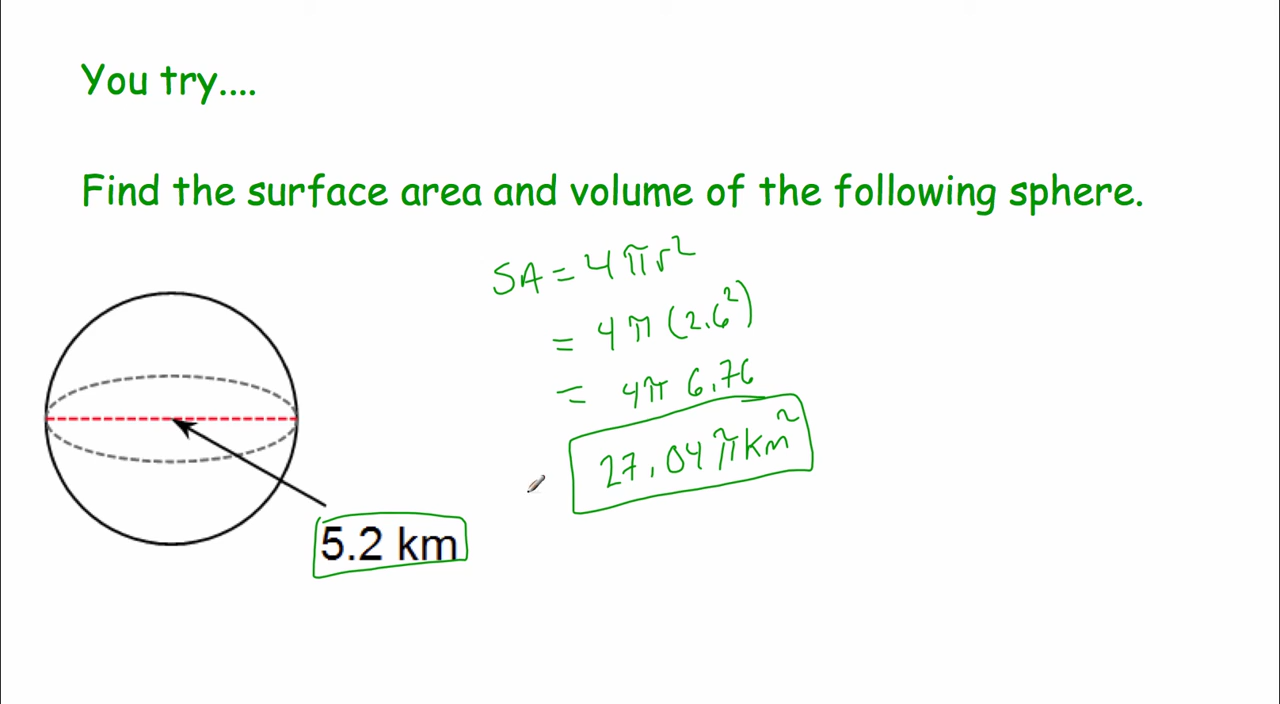 You try....
Find the surface area and volume of the following sphere.
SA = 4πr²
= 4π(2.6²)
= 4π 6.76
27.04πkm²
5.2 km